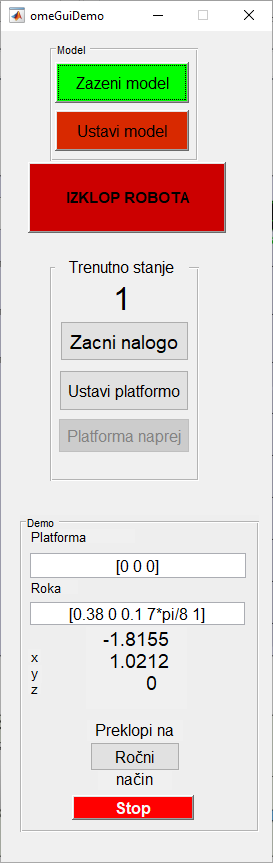 omeGuiDemo
Model
Zazeni model
Ustavi model
IZKLOP ROBOTA
Trenutno stanje
1
Zacni nalogo
Ustavi platformo
Platforma naprej
Demo
Platforma
[0 0 0]
Roka
[0.38 0 0.1 7*pi/8 1]
-1.8155
x 1.0212
y 0
z
Preklopi na
Ročni
način
Stop